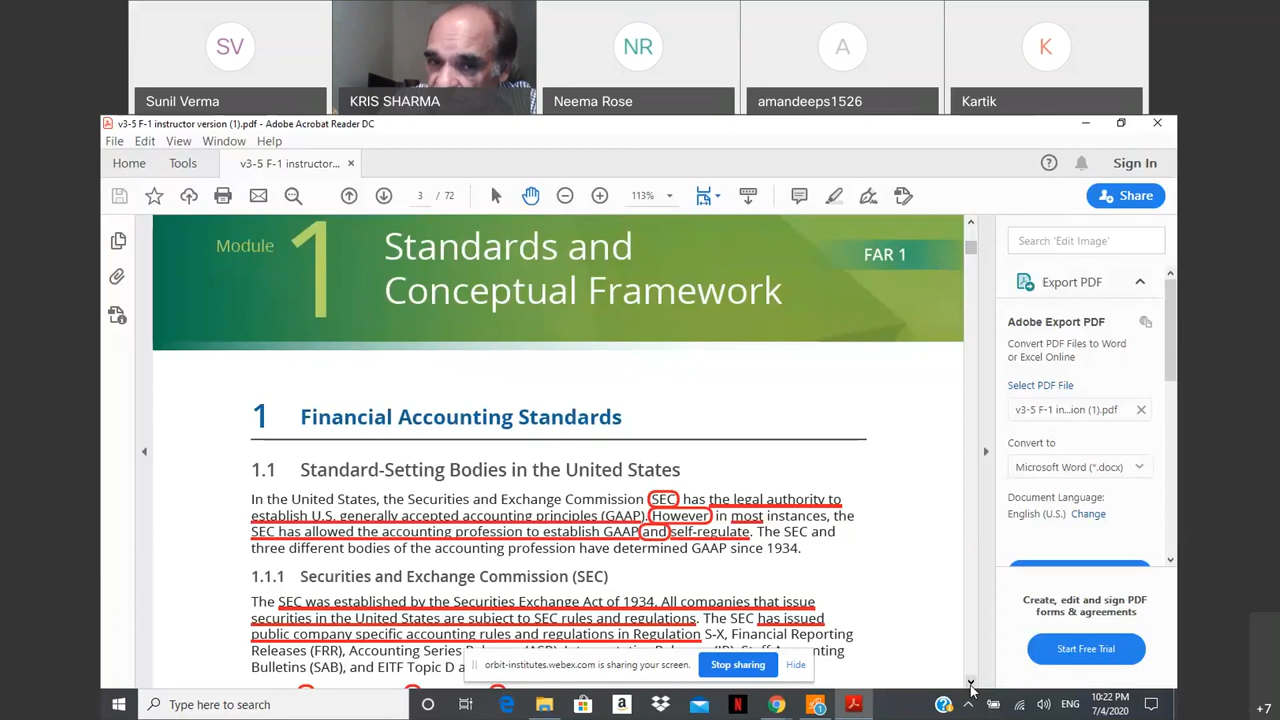 SV
NR
A
K
Sunil Verma
KRIS SHARMA
Neema Rose
amandeeps1526
Kartik
v3-5 F-1 instructor version (1).pdf - Adobe Acrobat Reader DC
File Edit View Window Help
Home Tools v3-5 F-1 instructor... × Sign In
3 / 72 113% Share
Module 1 Standards and
Conceptual Framework
FAR 1
1 Financial Accounting Standards
1.1 Standard-Setting Bodies in the United States
In the United States, the Securities and Exchange Commission (SEC) has the legal authority to
establish U.S. generally accepted accounting principles (GAAP). However in most instances, the
SEC has allowed the accounting profession to establish GAAP and self-regulate. The SEC and
three different bodies of the accounting profession have determined GAAP since 1934.
1.1.1 Securities and Exchange Commission (SEC)
The SEC was established by the Securities Exchange Act of 1934. All companies that issue
securities in the United States are subject to SEC rules and regulations. The SEC has issued
public company specific accounting rules and regulations in Regulation S-X, Financial Reporting
Releases (FRR), Accounting
Bulletins (SAB), and EITF Topic D
orbit-institutes.webex.com is sharing your screen. Stop sharing Hide
Search 'Edit Image'
Export PDF
Adobe Export PDF
Convert PDF Files to Word
or Excel Online
Select PDF File
v3-5 F-1 in...ion (1).pdf ×
Convert to
Microsoft Word (*.docx)
Document Language:
English (U.S.) Change
Create, edit and sign PDF
forms & agreements
Start Free Trial
Type here to search
ENG
10:22 PM
7/4/2020
+7